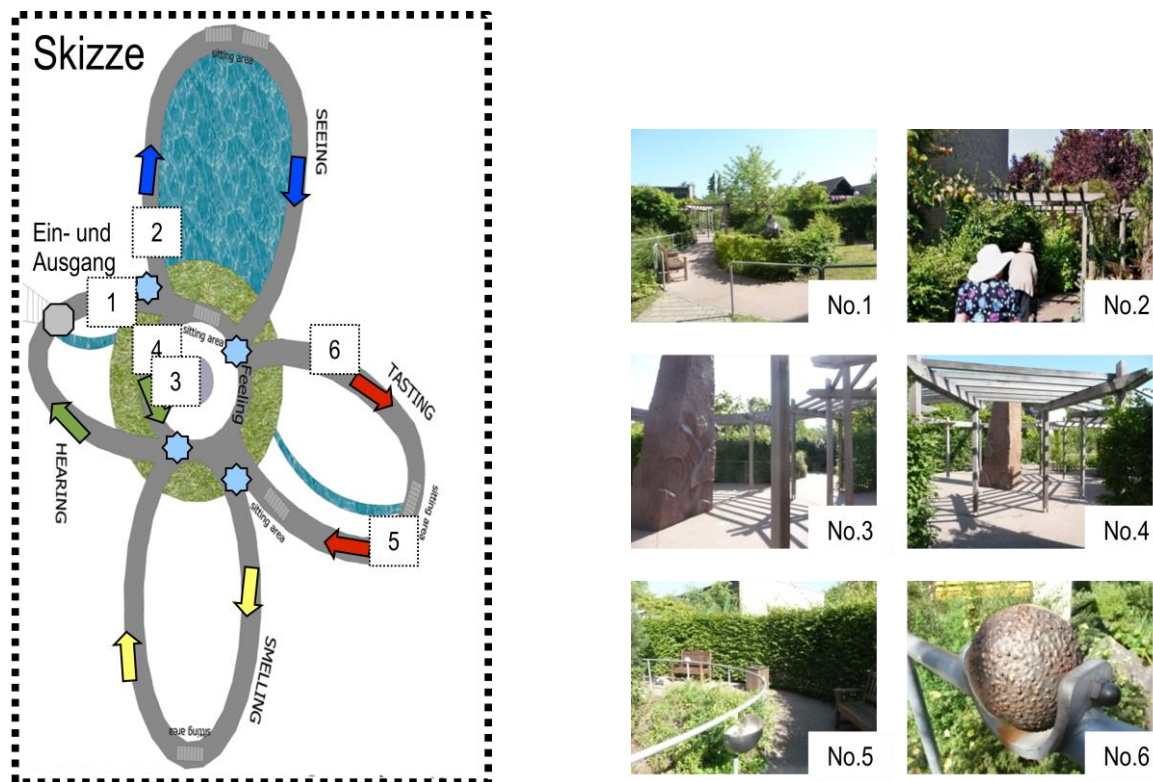 Skizze
sitting area
SEEING
2
Ein- und
Ausgang
1
sitting area
4
3
6
Feeling
TASTING
HEARING
sitting area
sitting area
5
SMELLING
sitting area
No.1
No.2
No.3
No.4
No.5
No.6